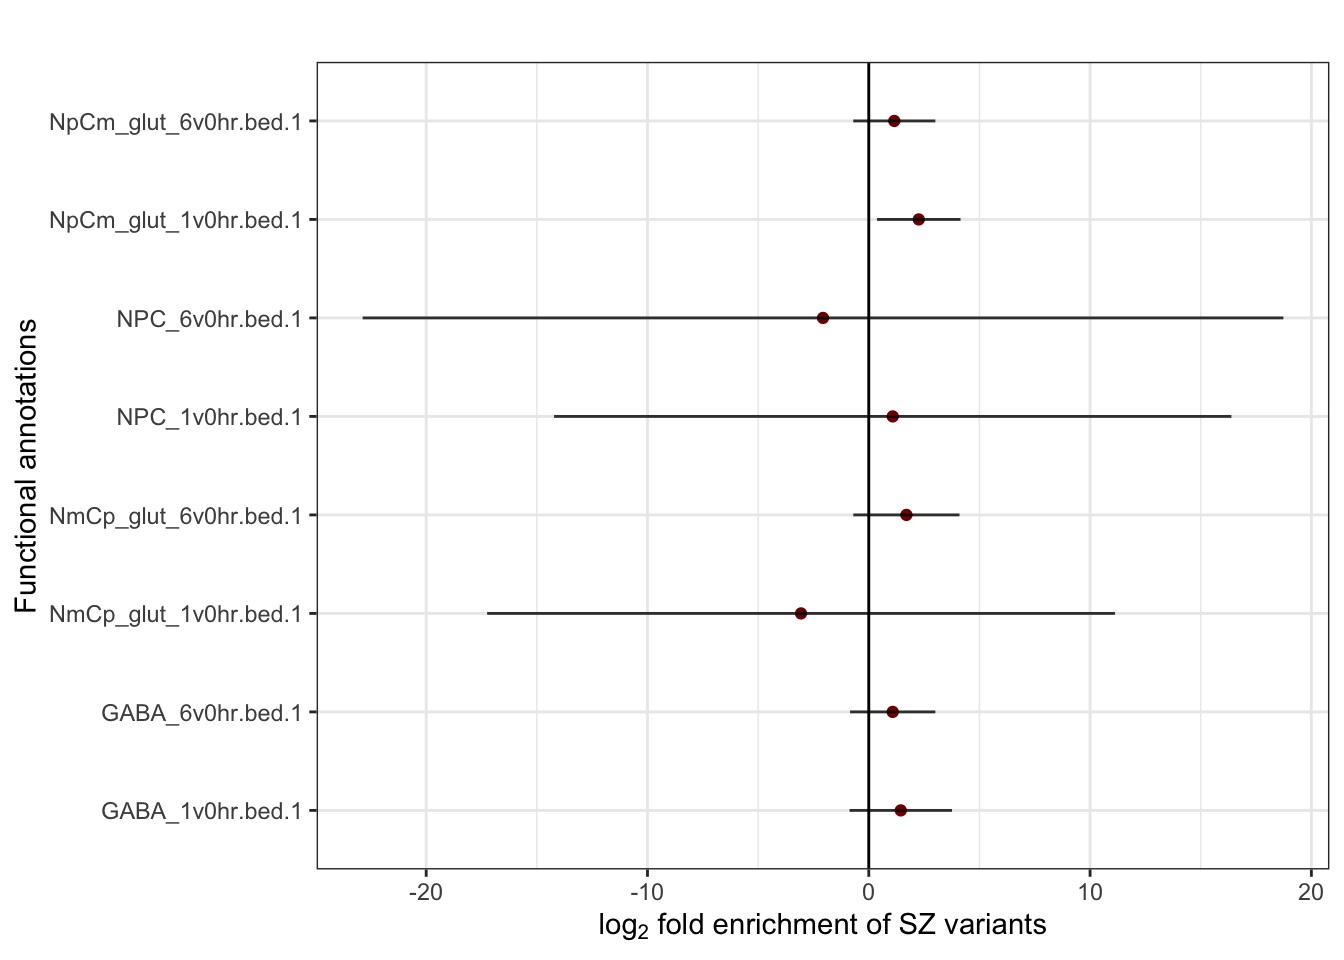 NpCm_glut_6v0hr.bed.1
NpCm_glut_1v0hr.bed.1
NPC_6v0hr.bed.1
NPC_1v0hr.bed.1
NmCp_glut_6v0hr.bed.1
NmCp_glut_1v0hr.bed.1
GABA_6v0hr.bed.1
GABA_1v0hr.bed.1
Functional annotations
-20 -10 0 10 20
log₂ fold enrichment of SZ variants